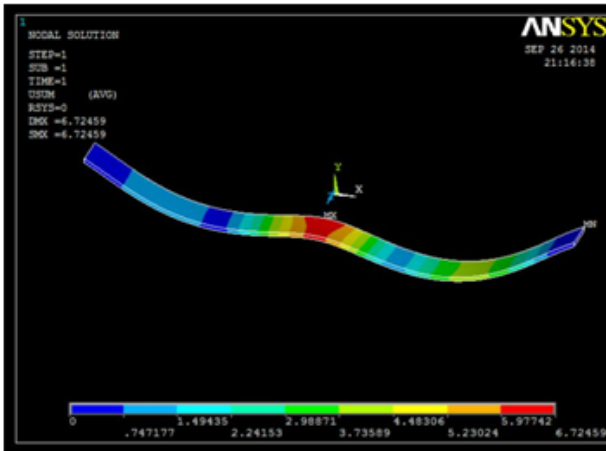 1
NODAL SOLUTION
STEP=1
SUB =1
TIME=1
USUM (AVG)
RSYS=0
DMX =6.72459
SMX =6.72459
ANSYS
SEP 26 2014
21:16:38
Y
X
MX
MN
0 1.49435 2.98871 4.48306 5.97742
.747177 2.24153 3.73589 5.23024 6.72459